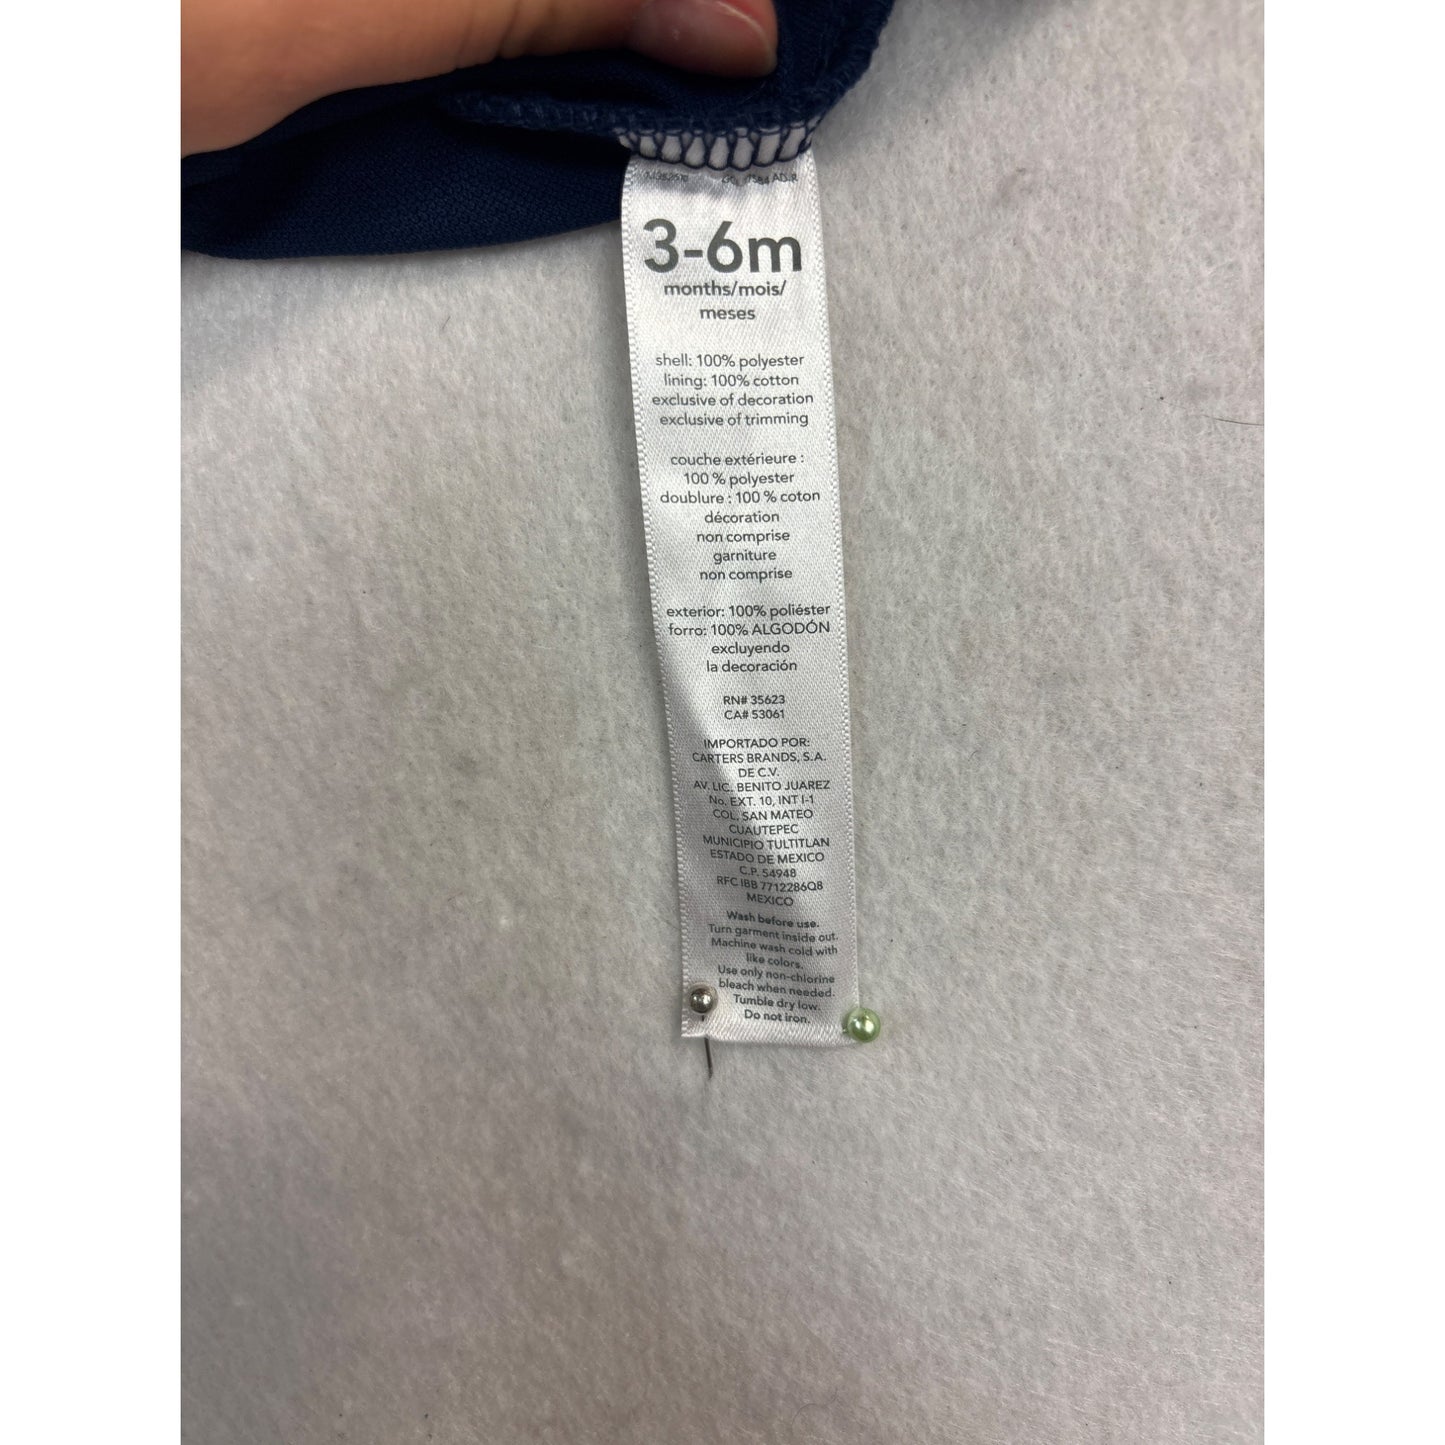 3-6m
months/mois/
meses
shell: 100% polyester
lining: 100% cotton
exclusive of decoration
exclusive of trimming
couche extérieure :
100 % polyester
doublure : 100 % coton
décoration
non comprise
garniture
non comprise
exterior: 100% poliéster
forro: 100% ALGODÓN
excluyendo
la decoración
RN# 35623
CA# 53061
IMPORTADO POR:
CARTERS BRANDS, S.A.
DE C.V.
AV. LIC. BENITO JUAREZ
No. EXT. 10, INT I-1
COL. SAN MATEO
CUAUTEPEC
MUNICIPIO TULTITLAN
ESTADO DE MEXICO
C.P. 54948
RFC IBB 7712286Q8
MEXICO
Wash before use.
Turn garment inside out.
Machine wash cold with
like colors.
Use only non-chlorine
bleach when needed.
Tumble dry low.
Do not iron.